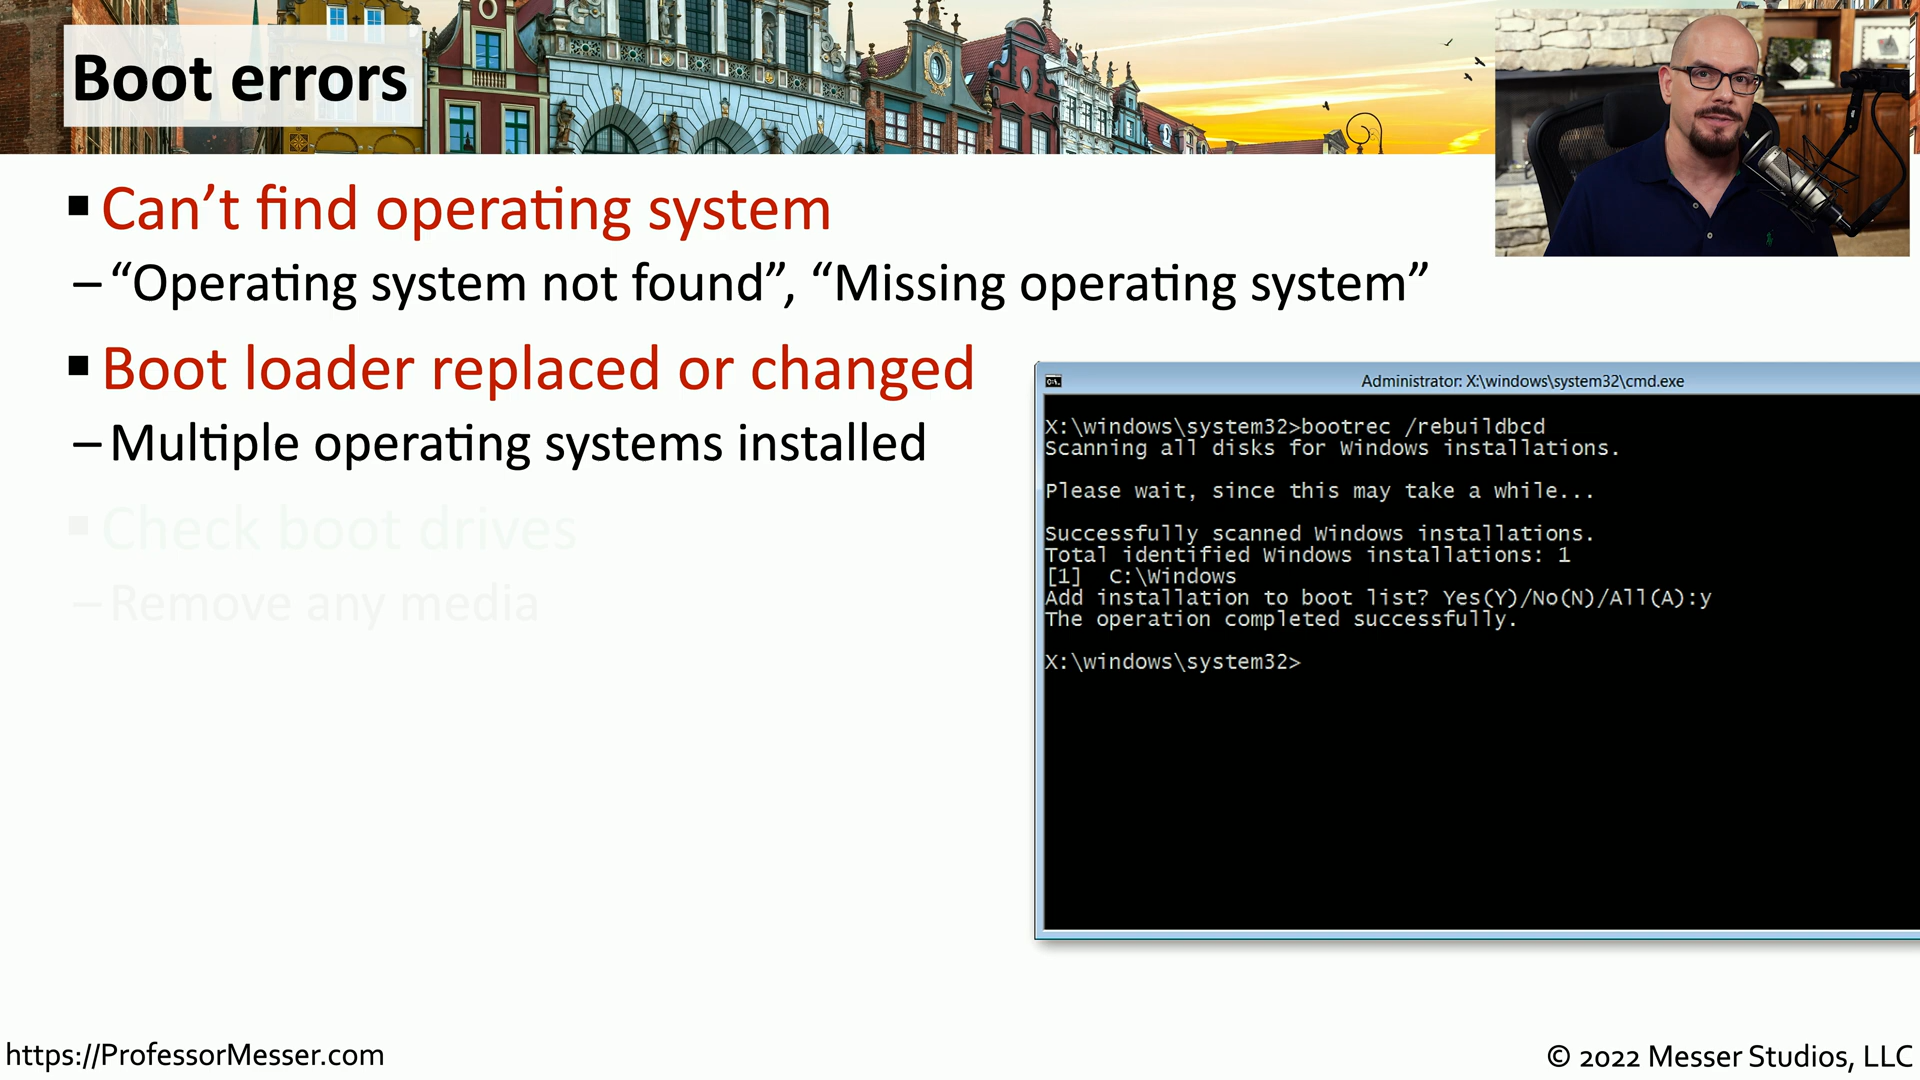 Boot errors
Can’t find operating system
– “Operating system not found”, “Missing operating system”
Boot loader replaced or changed
– Multiple operating systems installed
Check boot drives
– Remove any media
Administrator: X:\windows\system32\cmd.exe
X:\windows\system32>bootrec /rebuildbcd
Scanning all disks for Windows installations.
Please wait, since this may take a while...
Successfully scanned Windows installations.
Total identified Windows installations: 1
[1]  C:\Windows
Add installation to boot list? Yes(Y)/No(N)/All(A):y
The operation completed successfully.
X:\windows\system32>
https://ProfessorMesser.com
© 2022 Messer Studios, LLC